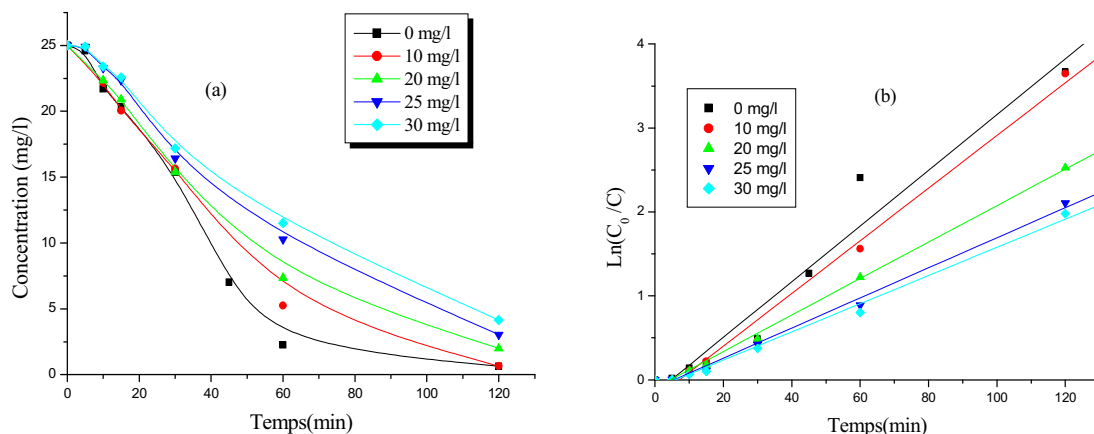 Concentration (mg/l)
25
20
15
10
5
0
(a)
0 mg/l
10 mg/l
20 mg/l
25 mg/l
30 mg/l
0 20 40 60 80 100 120
Temps(min)
Ln(C0/C)
4
3
2
1
0
(b)
0 mg/l
10 mg/l
20 mg/l
25 mg/l
30 mg/l
0 20 40 60 80 100 120
Temps(min)